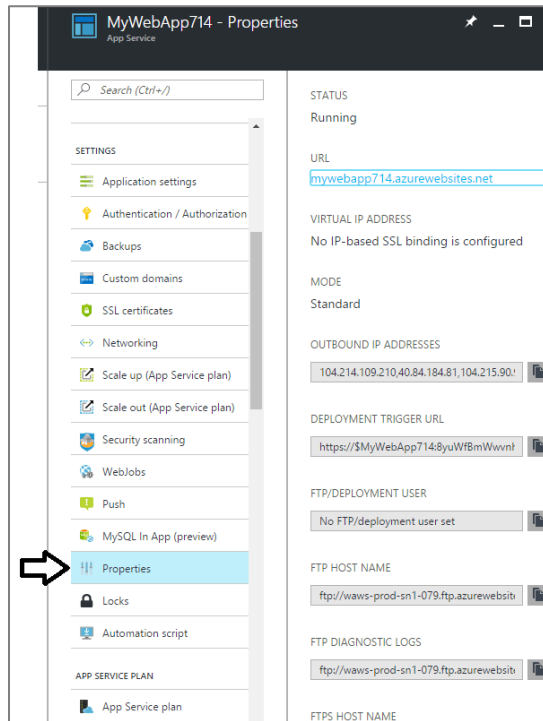 MyWebApp714 - Properties
App Service
Search (Ctrl+/)
SETTINGS
Application settings
Authentication / Authorization
Backups
Custom domains
SSL certificates
Networking
Scale up (App Service plan)
Scale out (App Service plan)
Security scanning
WebJobs
Push
MySQL In App (preview)
Properties
Locks
Automation script
APP SERVICE PLAN
App Service plan
STATUS
Running
URL
mywebapp714.azurewebsites.net
VIRTUAL IP ADDRESS
No IP-based SSL binding is configured
MODE
Standard
OUTBOUND IP ADDRESSES
104.214.109.210,40.84.184.81,104.215.90.
DEPLOYMENT TRIGGER URL
https://$MyWebApp714:8yuWfBmWwvnh
FTP/DEPLOYMENT USER
No FTP/deployment user set
FTP HOST NAME
ftp://waws-prod-sn1-079.ftp.azurewebsite
FTP DIAGNOSTIC LOGS
ftp://waws-prod-sn1-079.ftp.azurewebsite
FTPS HOST NAME